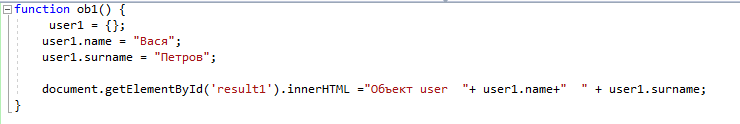 function ob1() {
     user1 = {};
    user1.name = "Вася";
    user1.surname = "Петров";

    document.getElementById('result1').innerHTML ="Объект user  "+ user1.name+"  " + user1.surname;
}